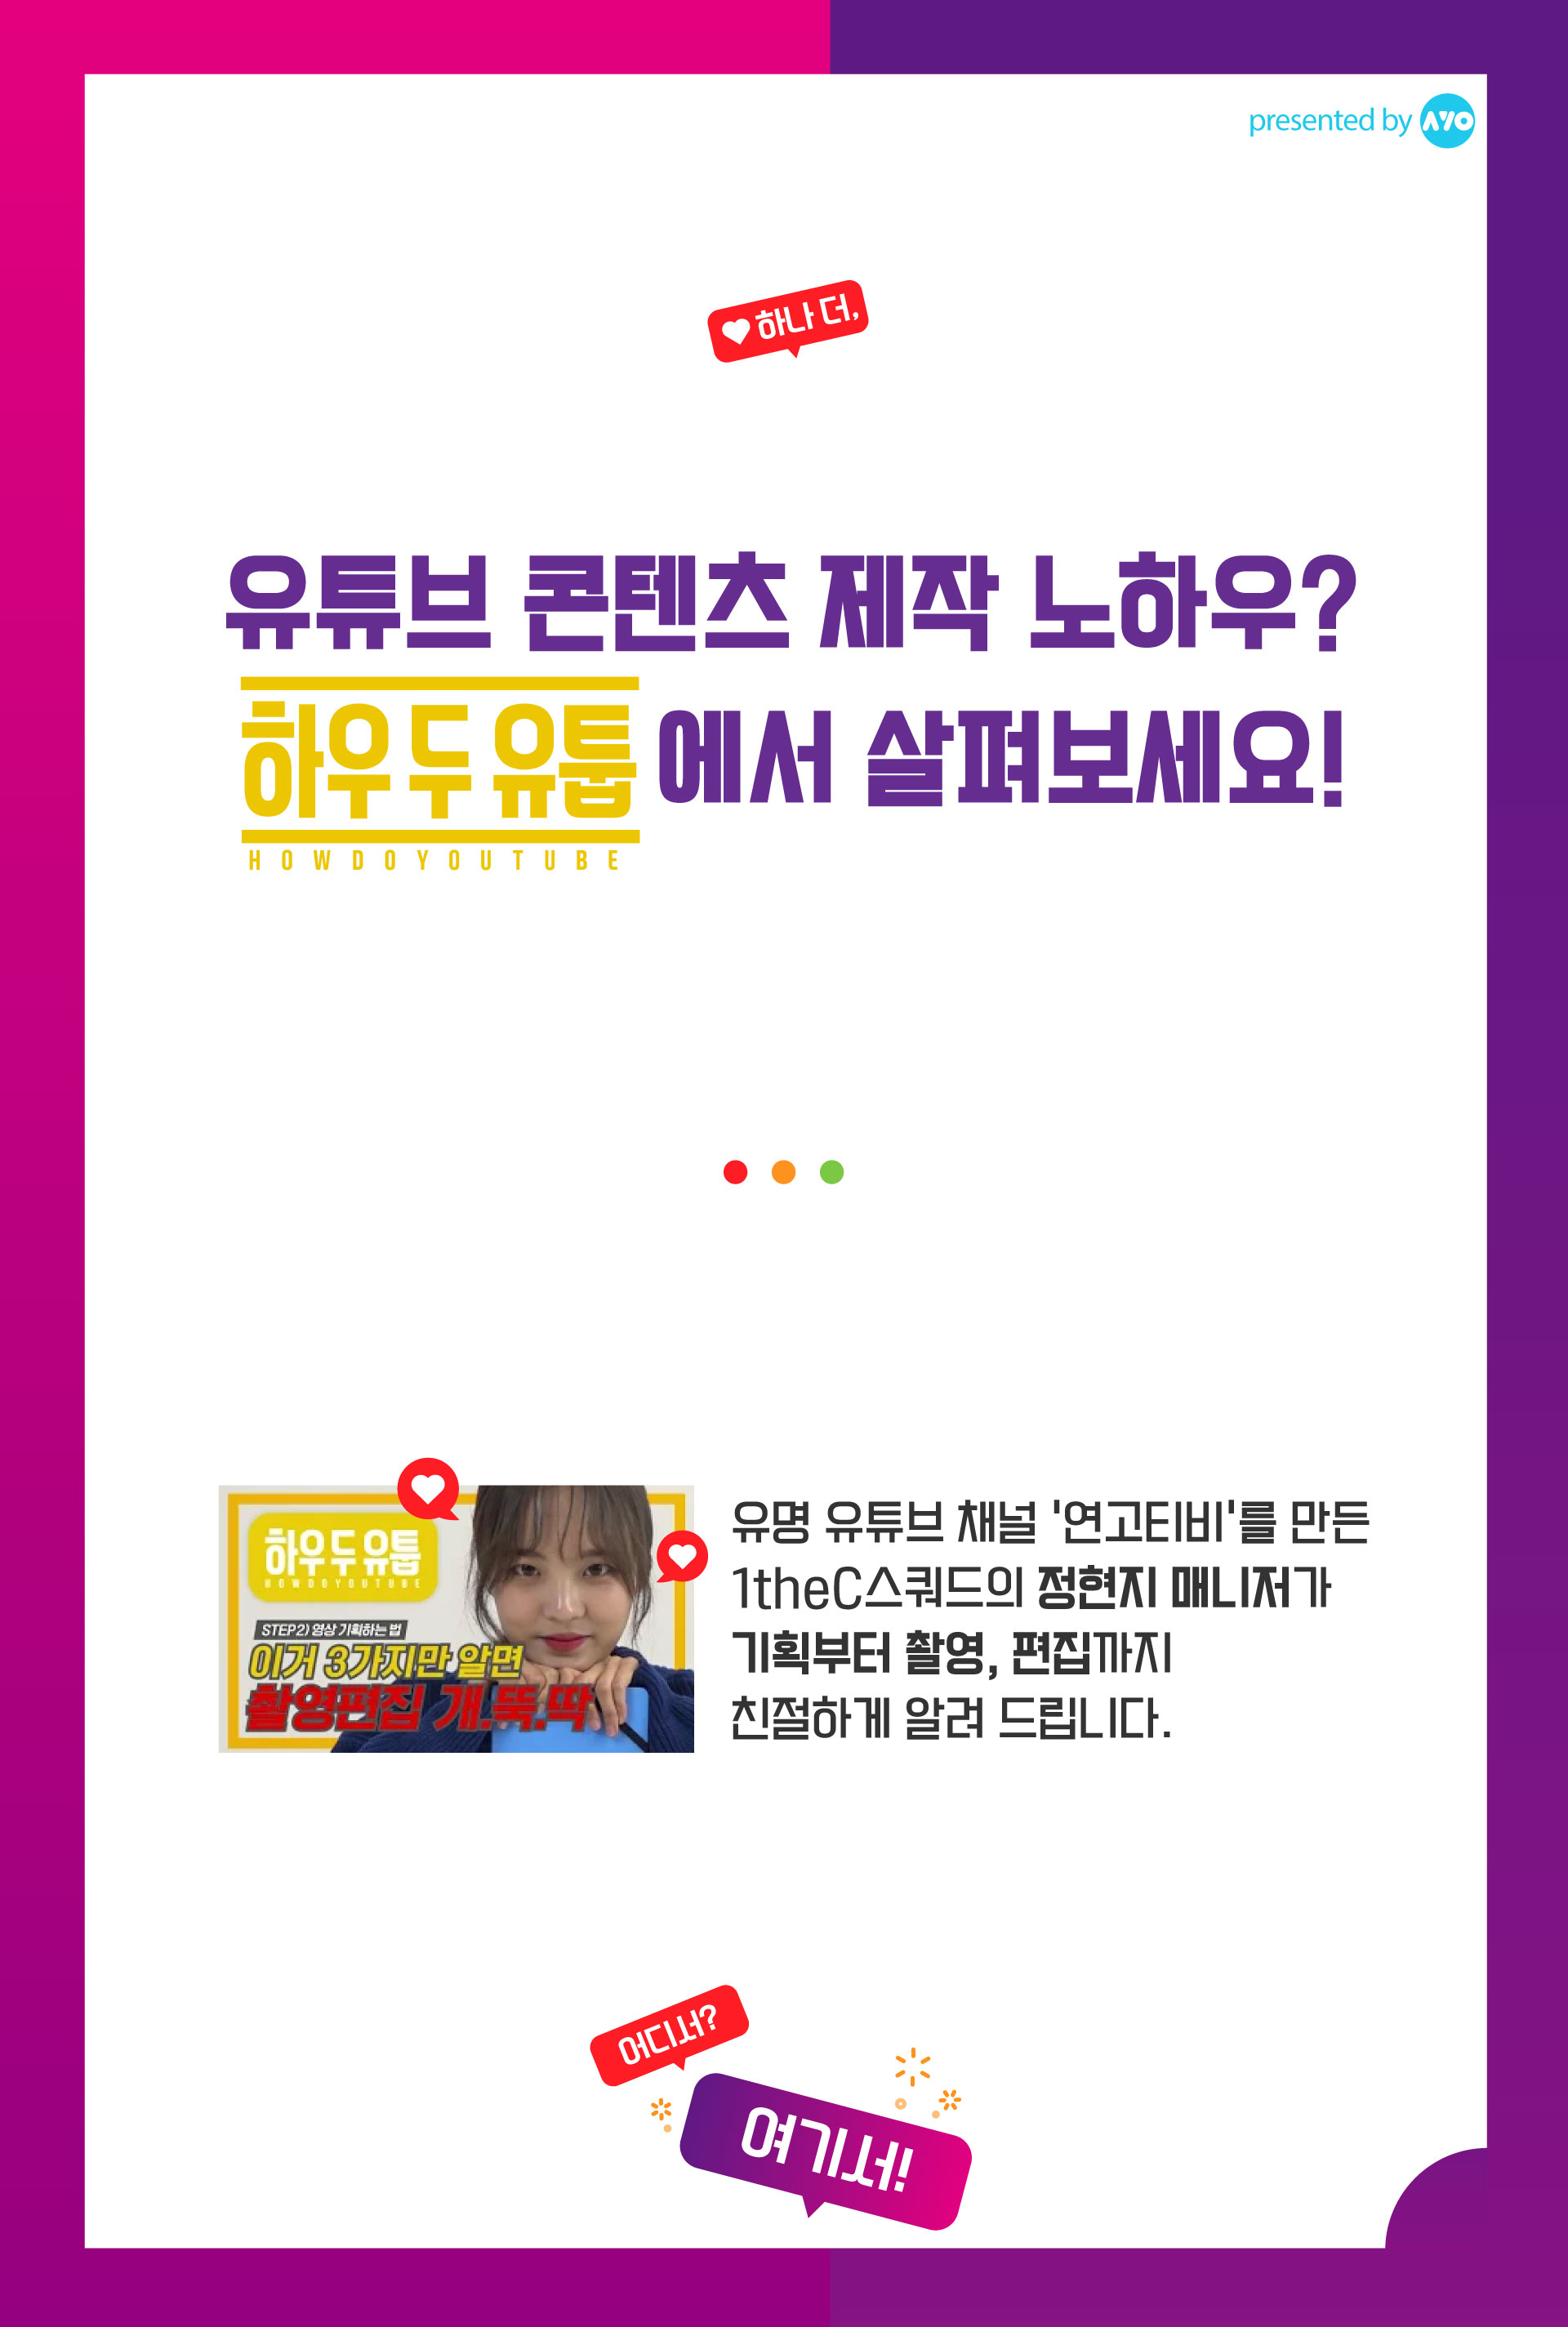 presented by AYO
하나 더,
유튜브 콘텐츠 제작 노하우?
하우 두 유튭에서 살펴보세요!
HOWDOYOUTUBE
하우 두 유튭
HOWDOYOUTUBE
STEP2) 영상 기획하는 법
이거 3가지만 알면
촬영편집 개.뚝.딱
유명 유튜브 채널 '연고티비'를 만든
1theC스쿼드의 정현지 매니저가
기획부터 촬영, 편집까지
친절하게 알려 드립니다.
어디서?
여기서!